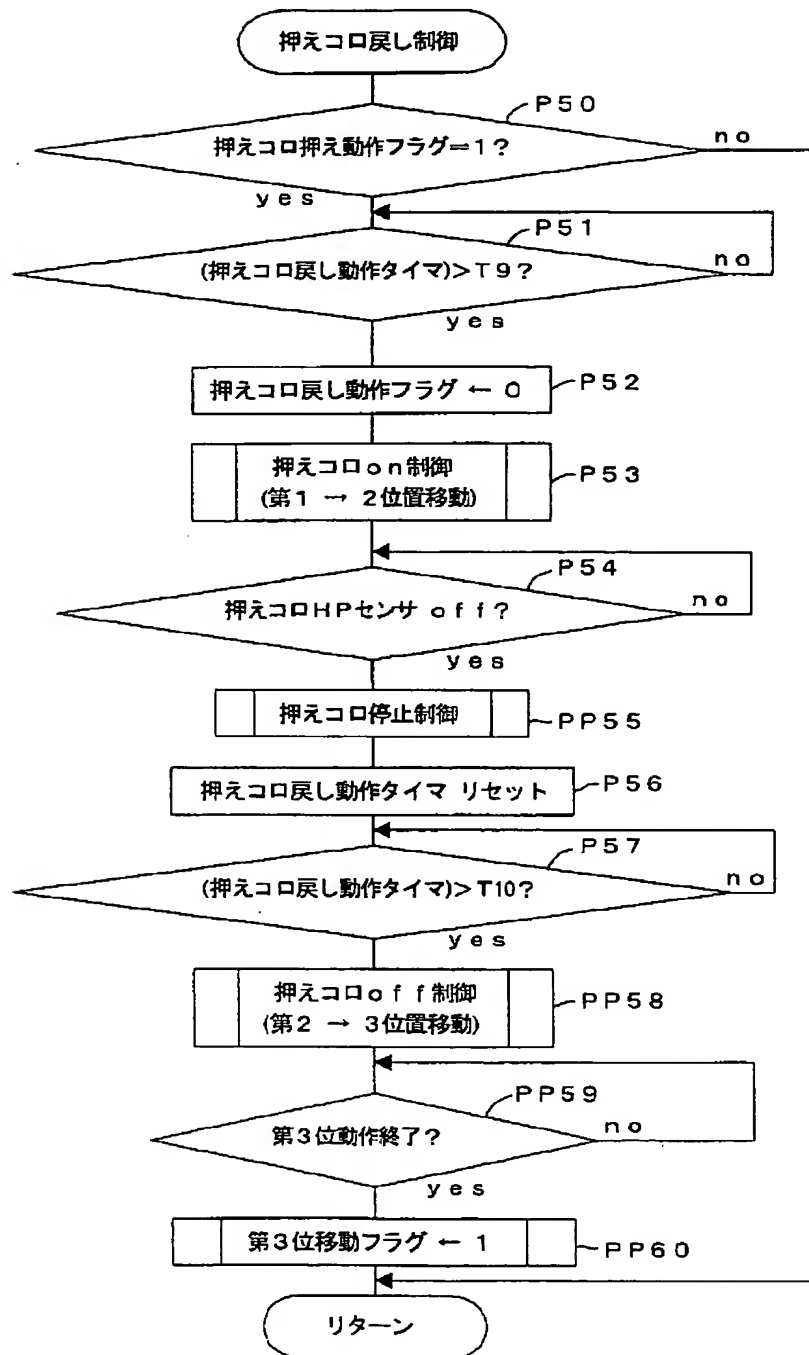 押えコロ戻し制御
P50
押えコロ押え動作フラグ＝1?
no
yes
P51
(押えコロ戻し動作タイマ)＞T9?
no
yes
押えコロ戻し動作フラグ ← 0
P52
押えコロon制御
(第1 → 2位置移動)
P53
P54
押えコロHPセンサ off?
no
yes
押えコロ停止制御
PP55
押えコロ戻し動作タイマ リセット
P56
P57
(押えコロ戻し動作タイマ)＞T10?
no
yes
押えコロoff制御
(第2 → 3位置移動)
PP58
PP59
第3位動作終了?
no
yes
第3位移動フラグ ← 1
PP60
リターン